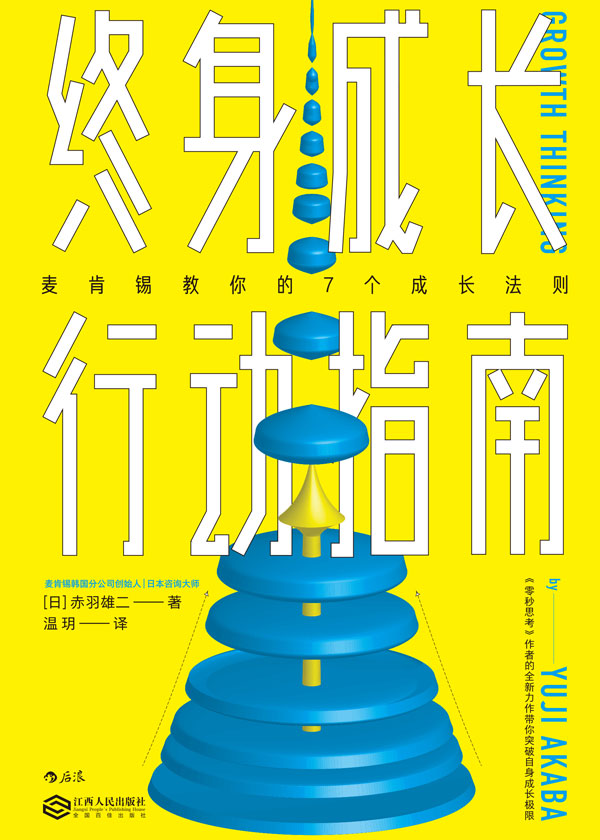 终身成长
GROWTH THINKING
麦肯锡教你的7个成长法则
行动指南
麦肯锡韩国分公司创始人|日本咨询大师
[日]赤羽雄二——著
温玥——译
by —— YUJI AKABA
《零秒思考》作者的全新力作带你突破自身成长极限
后浪
江西人民出版社
Jiangxi People's Publishing House
全国百佳出版社